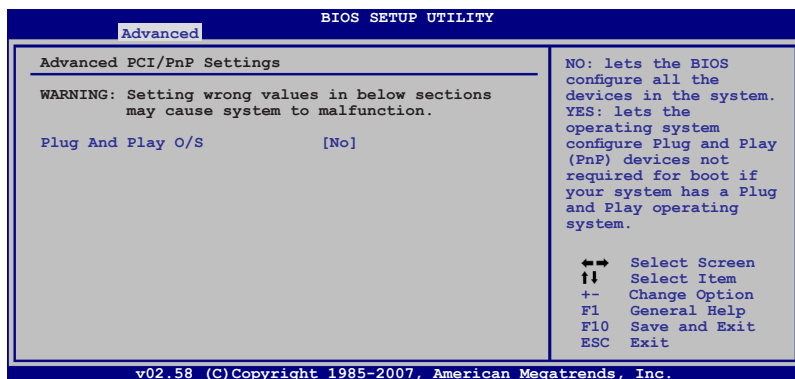 BIOS SETUP UTILITY
Advanced
Advanced PCI/PnP Settings
WARNING: Setting wrong values in below sections
may cause system to malfunction.
Plug And Play O/S [No]
NO: lets the BIOS
configure all the
devices in the system.
YES: lets the
operating system
configure Plug and Play
(PnP) devices not
required for boot if
your system has a Plug
and Play operating
system.
←→ Select Screen
↑↓ Select Item
+- Change Option
F1 General Help
F10 Save and Exit
ESC Exit
v02.58 (C)Copyright 1985-2007, American Megatrends, Inc.